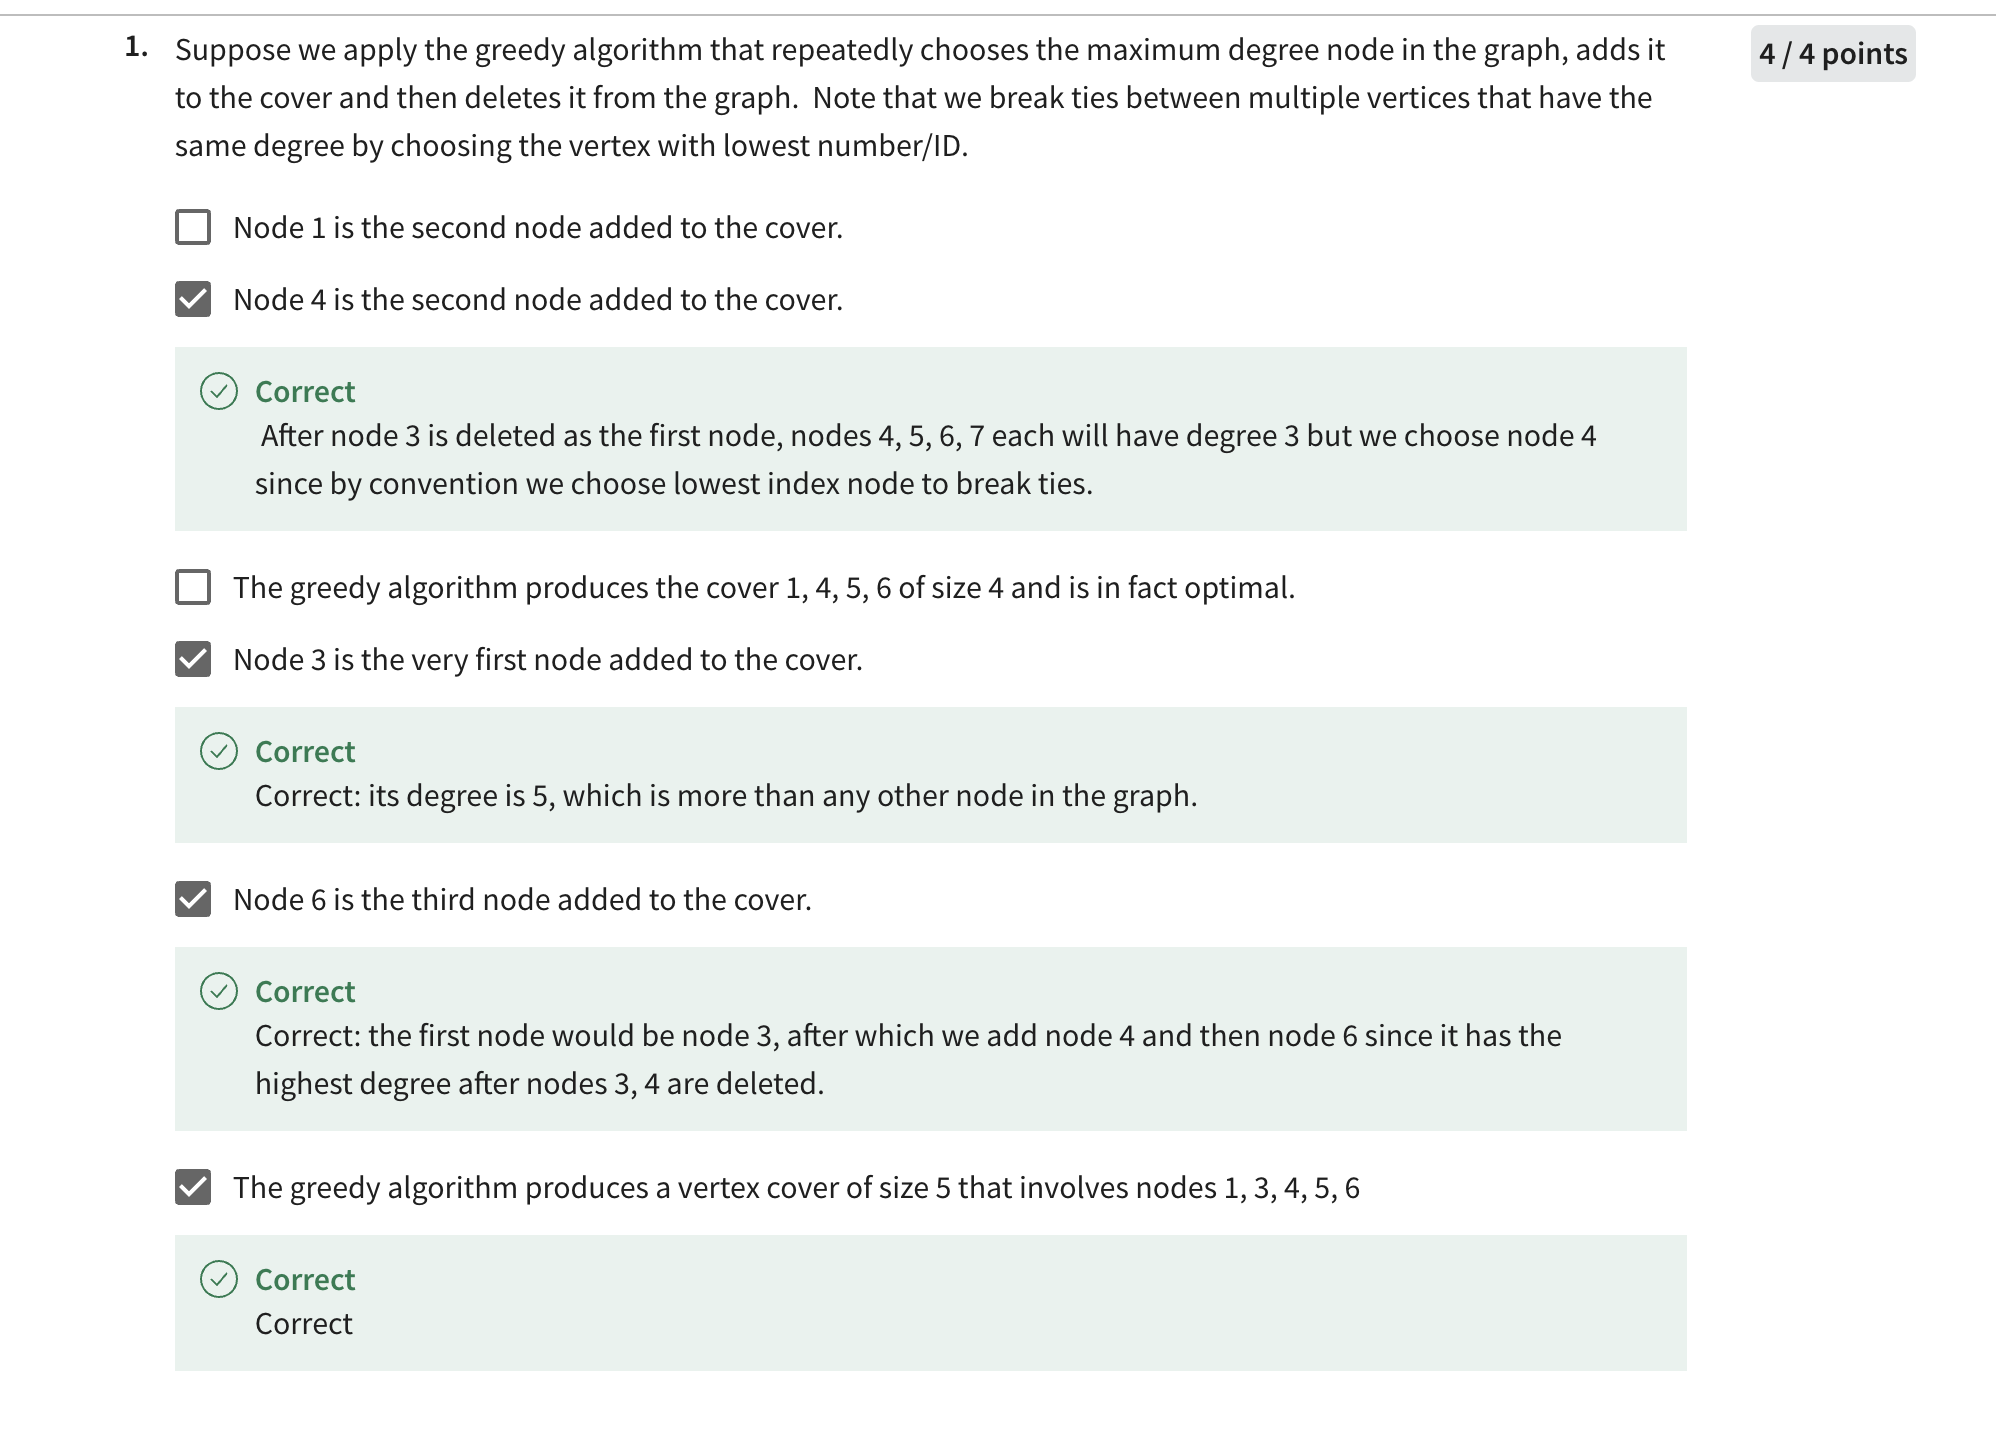 1. Suppose we apply the greedy algorithm that repeatedly chooses the maximum degree node in the graph, adds it
4 / 4 points
to the cover and then deletes it from the graph.  Note that we break ties between multiple vertices that have the
same degree by choosing the vertex with lowest number/ID.
Node 1 is the second node added to the cover.
Node 4 is the second node added to the cover.
Correct
After node 3 is deleted as the first node, nodes 4, 5, 6, 7 each will have degree 3 but we choose node 4
since by convention we choose lowest index node to break ties.
The greedy algorithm produces the cover 1, 4, 5, 6 of size 4 and is in fact optimal.
Node 3 is the very first node added to the cover.
Correct
Correct: its degree is 5, which is more than any other node in the graph.
Node 6 is the third node added to the cover.
Correct
Correct: the first node would be node 3, after which we add node 4 and then node 6 since it has the
highest degree after nodes 3, 4 are deleted.
The greedy algorithm produces a vertex cover of size 5 that involves nodes 1, 3, 4, 5, 6
Correct
Correct